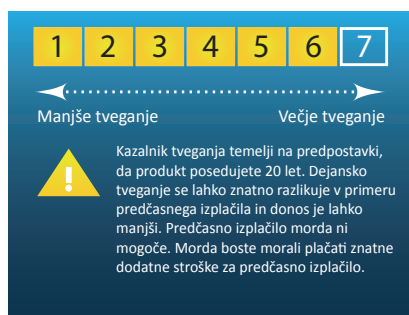 1 2 3 4 5 6 7
Manjše tveganje Večje tveganje
Kazalnik tveganja temelji na predpostavki,
da produkt posedujete 20 let. Dejansko
tveganje se lahko znatno razlikuje v primeru
predčasnega izplačila in donos je lahko
manjši. Predčasno izplačilo morda ni
mogoče. Morda boste morali plačati znatne
dodatne stroške za predčasno izplačilo.
!